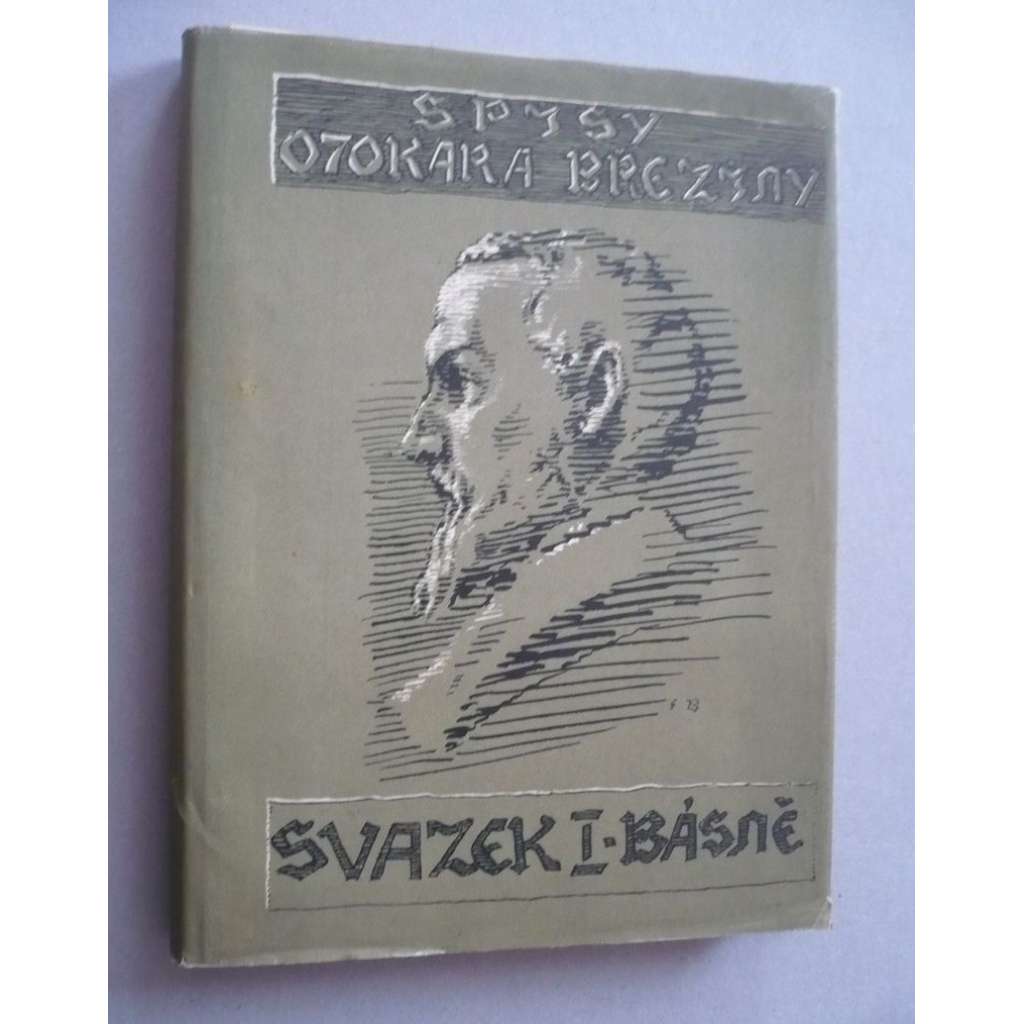 SPISY
OTOKARA BŘEZINY
SVAZEK I · BÁSNĚ